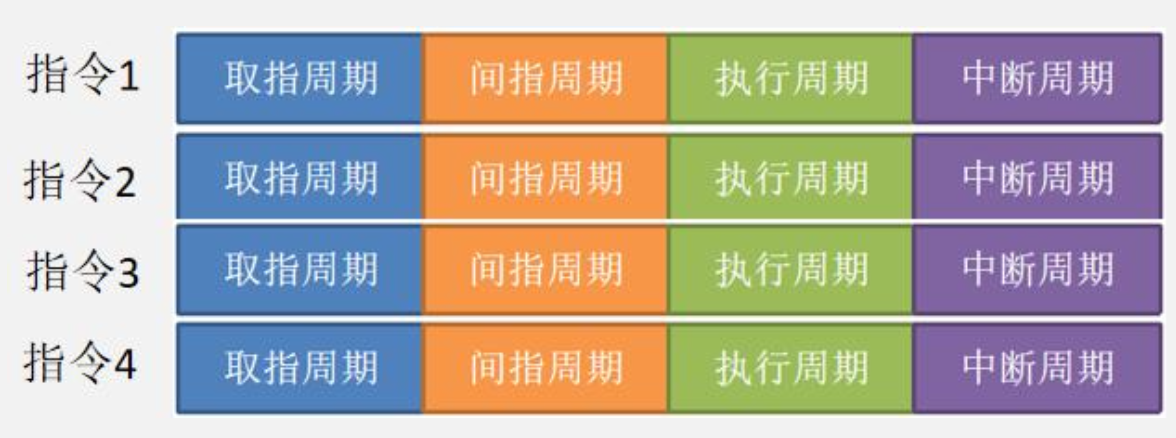 指令1 取指周期 间指周期 执行周期 中断周期
指令2 取指周期 间指周期 执行周期 中断周期
指令3 取指周期 间指周期 执行周期 中断周期
指令4 取指周期 间指周期 执行周期 中断周期